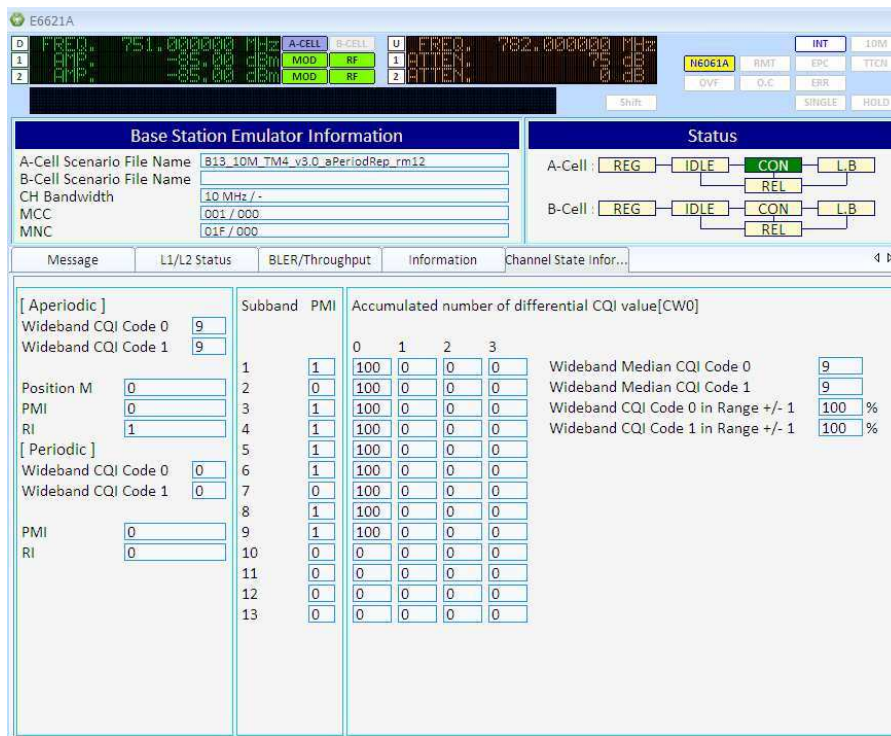 E6621A
D FREQ. 751.000000 MHz A-CELL B-CELL U FREQ. 782.000000 MHz INT 10M
1 AMP. -35.00 dBm MOD RF 1 ATTEN. 75 dB N6061A RMT EPC TTCN
2 AMP. -35.00 dBm MOD RF 2 ATTEN. 0 dB OVF O.C ERR
Shift SINGLE HOLD
Base Station Emulator Information
Status
A-Cell Scenario File Name B13_10M_TM4_v3.0_aPeriodRep_rm12
B-Cell Scenario File Name
CH Bandwidth 10 MHz / -
MCC 001 / 000
MNC 01F / 000
A-Cell : REG IDLE CON L.B
REL
B-Cell : REG IDLE CON L.B
REL
Message L1/L2 Status BLER/Throughput Information Channel State Infor...
[ Aperiodic ]
Wideband CQI Code 0 9
Wideband CQI Code 1 9
Position M 0
PMI 0
RI 1
[ Periodic ]
Wideband CQI Code 0 0
Wideband CQI Code 1 0
PMI 0
RI 0
Subband PMI Accumulated number of differential CQI value[CW0]
0 1 2 3
1 1 100 0 0 0
2 0 100 0 0 0
3 1 100 0 0 0
4 1 100 0 0 0
5 1 100 0 0 0
6 1 100 0 0 0
7 0 100 0 0 0
8 1 100 0 0 0
9 1 100 0 0 0
10 0 0 0 0 0
11 0 0 0 0 0
12 0 0 0 0 0
13 0 0 0 0 0
Wideband Median CQI Code 0 9
Wideband Median CQI Code 1 9
Wideband CQI Code 0 in Range +/- 1 100 %
Wideband CQI Code 1 in Range +/- 1 100 %